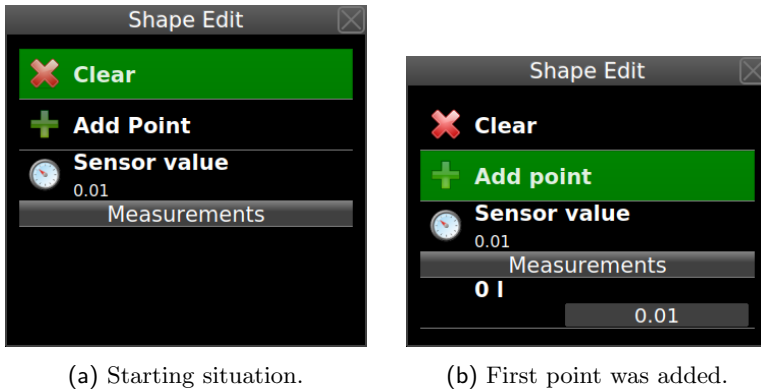 Shape Edit
Clear
Add Point
Sensor value
0.01
Measurements
(a) Starting situation.
Shape Edit
Clear
Add point
Sensor value
0.01
Measurements
0 l
0.01
(b) First point was added.